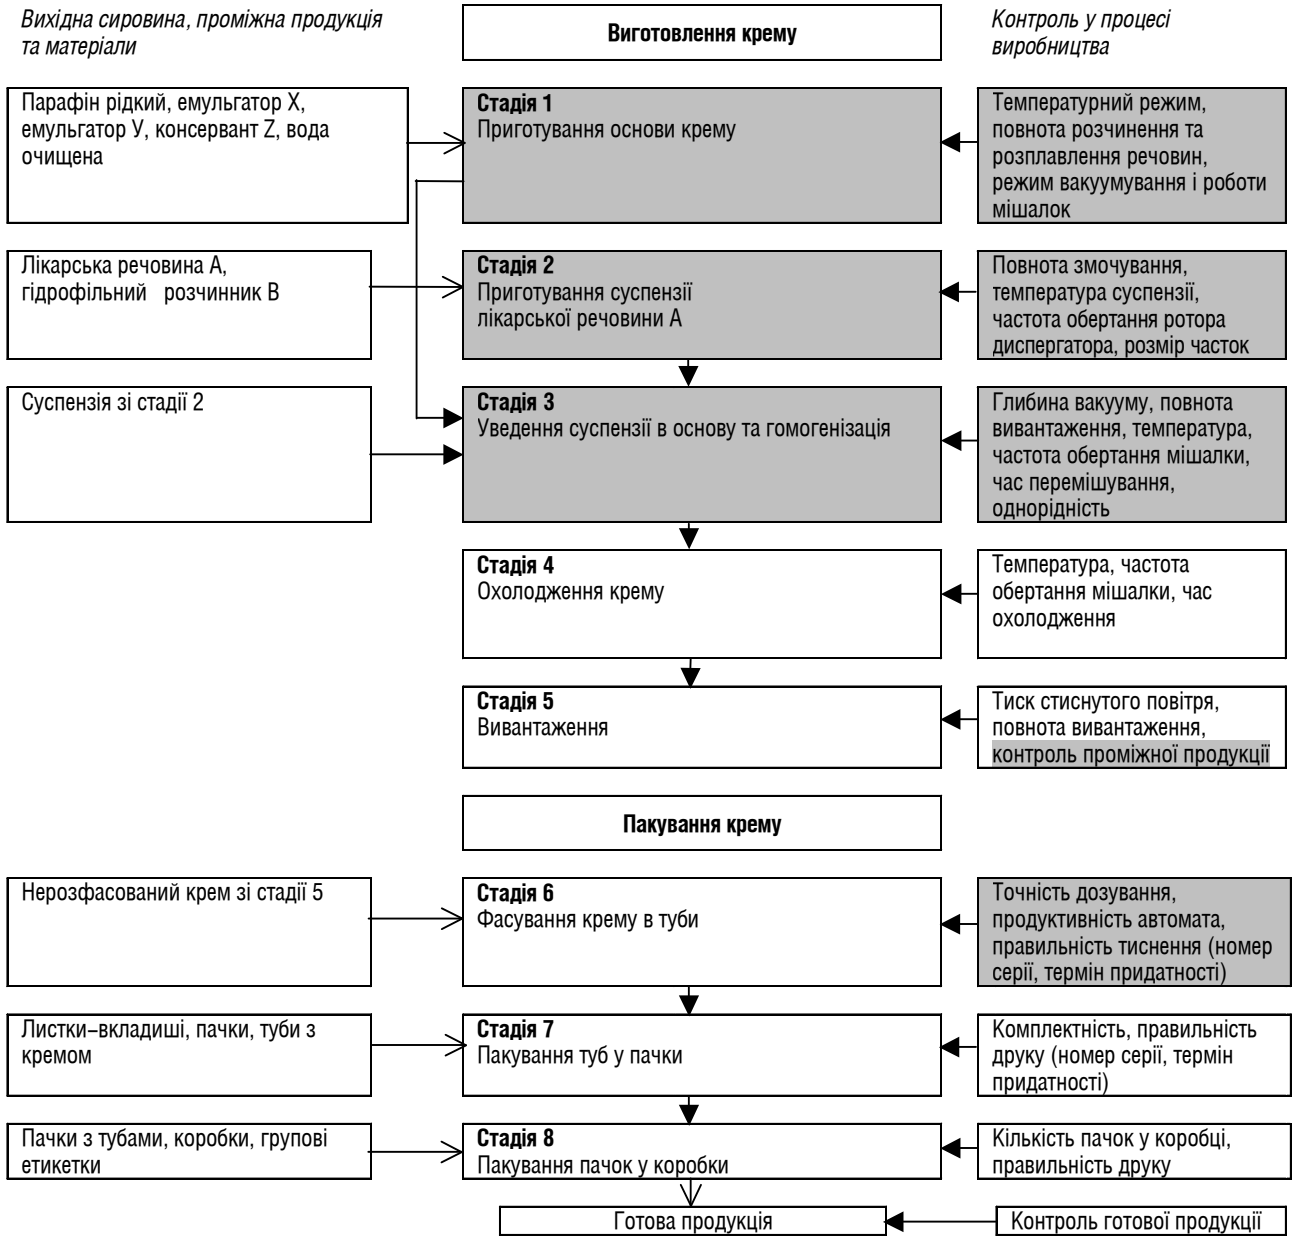 Вихідна сировина, проміжна продукція
та матеріали
Виготовлення крему
Контроль у процесі
виробництва
Парафін рідкий, емульгатор Х,
емульгатор У, консервант Z, вода
очищена
Стадія 1
Приготування основи крему
Температурний режим,
повнота розчинення та
розплавлення речовин,
режим вакуумування і роботи
мішалок
Лікарська речовина А,
гідрофільний розчинник В
Стадія 2
Приготування суспензії
лікарської речовини А
Повнота змочування,
температура суспензії,
частота обертання ротора
диспергатора, розмір часток
Суспензія зі стадії 2
Стадія 3
Уведення суспензії в основу та гомогенізація
Глибина вакууму, повнота
вивантаження, температура,
частота обертання мішалки,
час перемішування,
однорідність
Стадія 4
Охолодження крему
Температура, частота
обертання мішалки, час
охолодження
Стадія 5
Вивантаження
Тиск стиснутого повітря,
повнота вивантаження,
контроль проміжної продукції
Пакування крему
Нерозфасований крем зі стадії 5
Стадія 6
Фасування крему в туби
Точність дозування,
продуктивність автомата,
правильність тиснення (номер
серії, термін придатності)
Листки–вкладиші, пачки, туби з
кремом
Стадія 7
Пакування туб у пачки
Комплектність, правильність
друку (номер серії, термін
придатності)
Пачки з тубами, коробки, групові
етикетки
Стадія 8
Пакування пачок у коробки
Кількість пачок у коробці,
правильність друку
Готова продукція
Контроль готової продукції